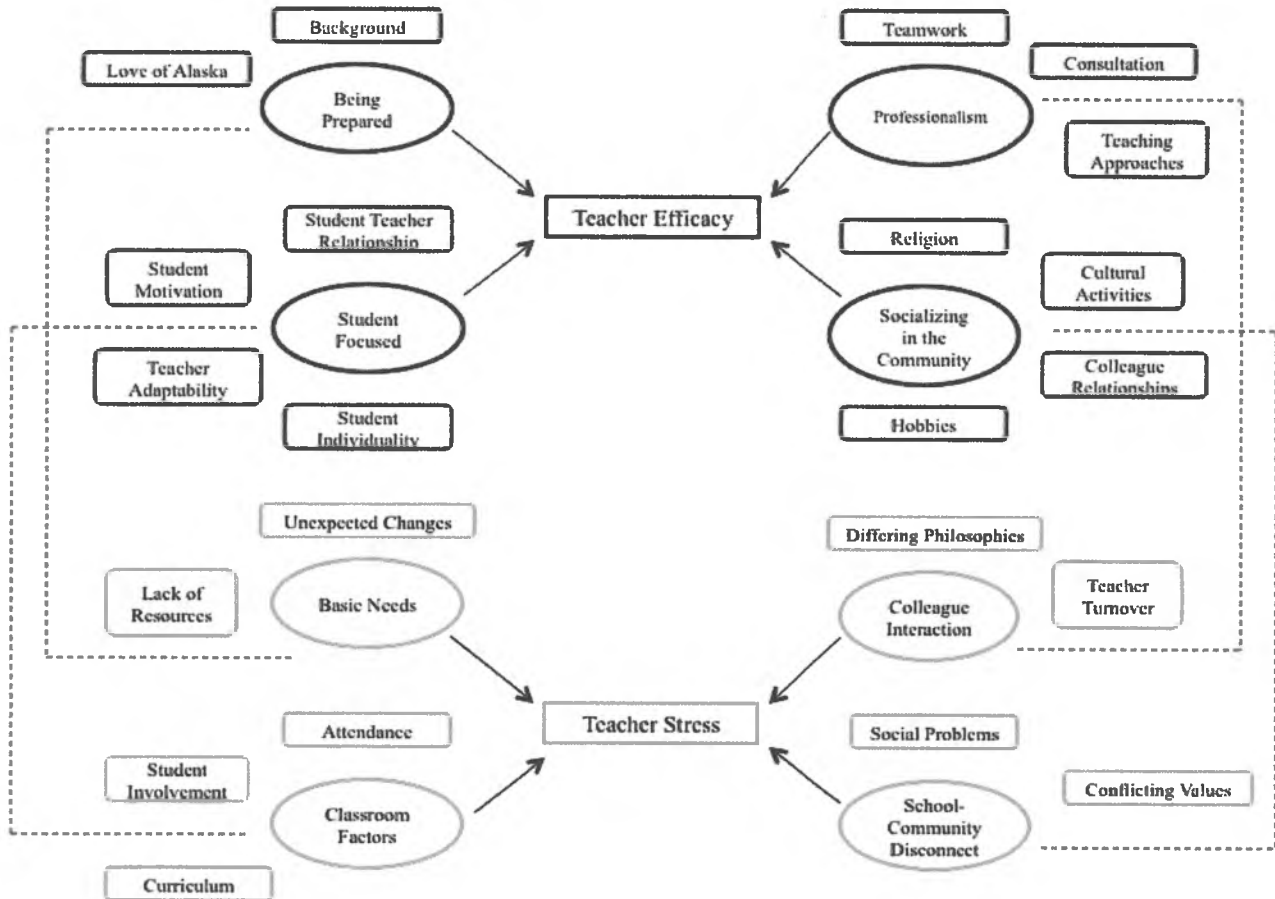 Background
Teamwork
Love of Alaska
Consultation
Being
Prepared
Professionalism
Teaching
Approaches
Student Teacher
Relationship
Teacher Efficacy
Religion
Student
Motivation
Cultural
Activities
Student
Focused
Socializing
in the
Community
Teacher
Adaptability
Colleague
Relationships
Student
Individuality
Hobbies
Unexpected Changes
Differing Philosophies
Lack of
Resources
Basic Needs
Colleague
Interaction
Teacher
Turnover
Attendance
Teacher Stress
Social Problems
Student
Involvement
Conflicting Values
Classroom
Factors
School-
Community
Disconnect
Curriculum